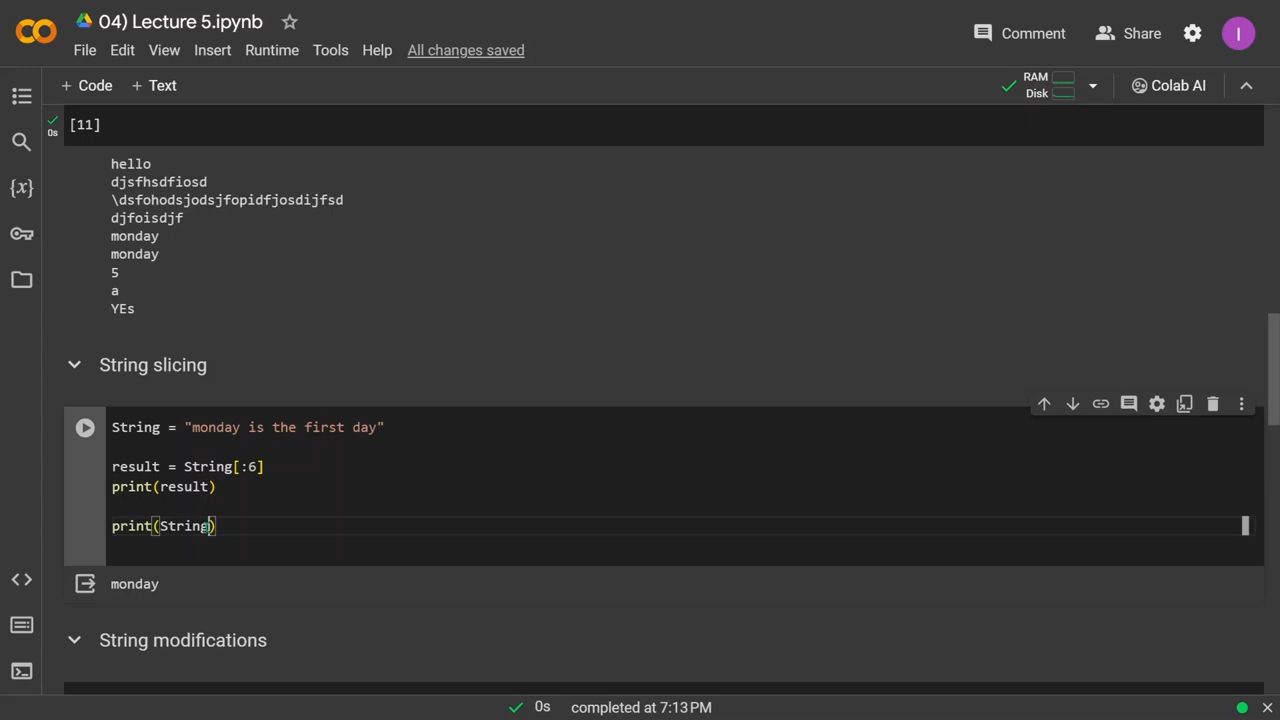 04) Lecture 5.ipynb
File Edit View Insert Runtime Tools Help All changes saved
Comment Share I
+ Code + Text
RAM
Disk
Colab AI
[11]
0s
hello
djsfhsdfiosd
\dsfohodsjodsjfopidfjosdijfsd
djfoisdjf
monday
monday
5
a
YEs
String slicing
String = "monday is the first day"
result = String[:6]
print(result)
print(String)
monday
String modifications
0s completed at 7:13 PM